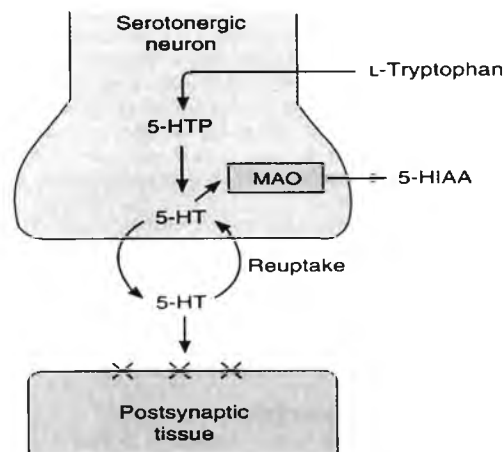 Serotonergic
neuron
L-Tryptophan
5-HTP
MAO
5-HIAA
5-HT
Reuptake
5-HT
Postsynaptic
tissue